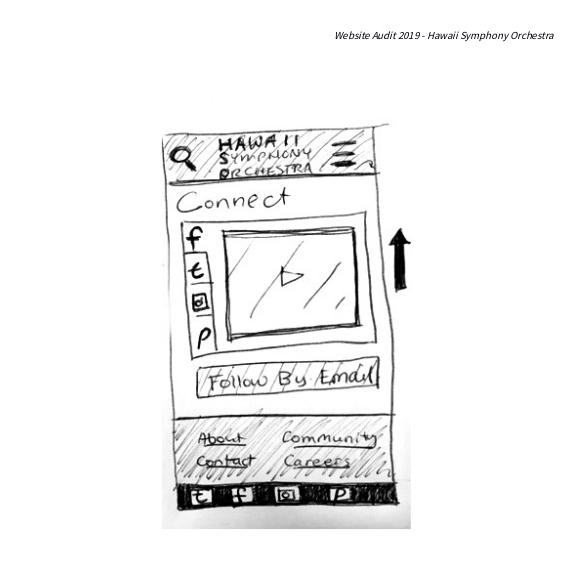 Website Audit 2019 - Hawaii Symphony Orchestra
HAWAII
SYMPHONY
ORCHESTRA
Connect
f
t
p
Follow By Email
About Community
Contact Careers
t f p